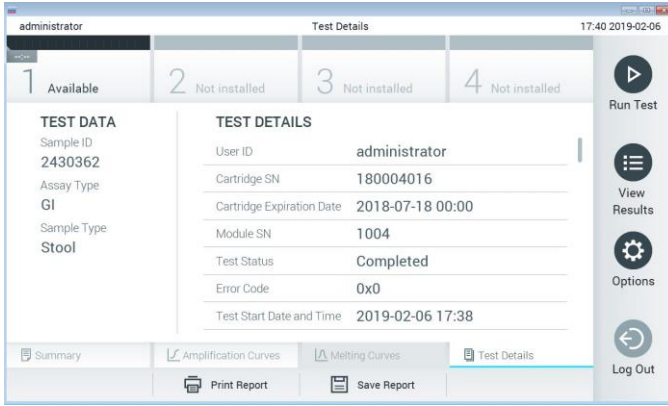 administrator
Test Details
17:40 2019-02-06
--:--
1 Available
2 Not installed
3 Not installed
4 Not installed
Run Test
View Results
Options
Log Out
TEST DATA
Sample ID
2430362
Assay Type
GI
Sample Type
Stool
TEST DETAILS
User ID administrator
Cartridge SN 180004016
Cartridge Expiration Date 2018-07-18 00:00
Module SN 1004
Test Status Completed
Error Code 0x0
Test Start Date and Time 2019-02-06 17:38
Summary
Amplification Curves
Melting Curves
Test Details
Print Report
Save Report